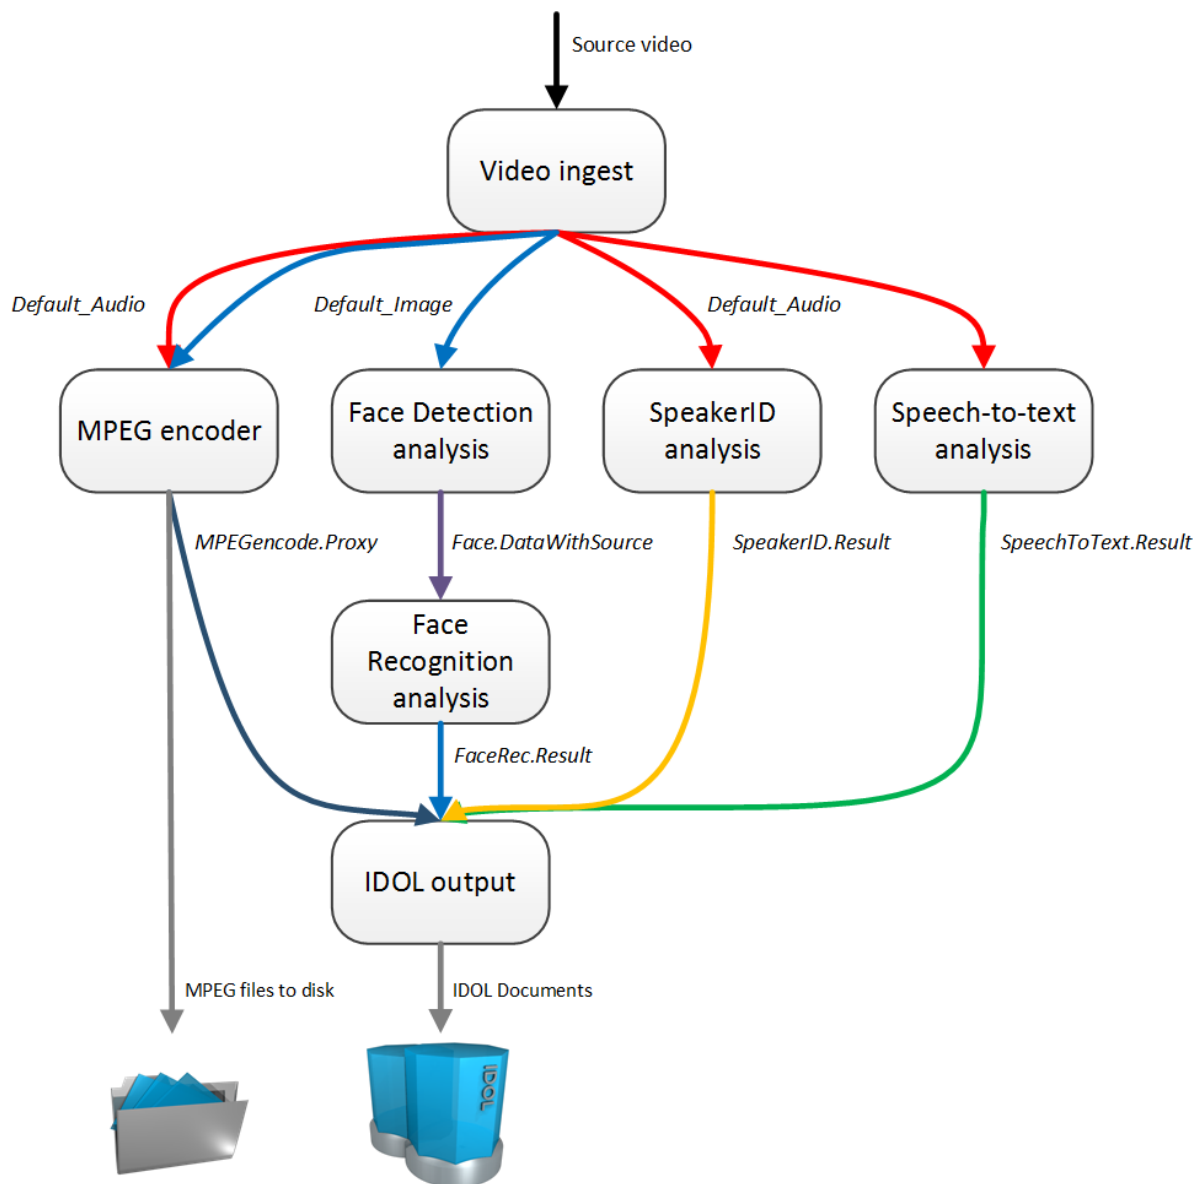 Source video
Video ingest
Default_Audio
Default_Image
Default_Audio
MPEG encoder
Face Detection
analysis
SpeakerID
analysis
Speech-to-text
analysis
MPEGencode.Proxy
Face.DataWithSource
SpeakerID.Result
SpeechToText.Result
Face
Recognition
analysis
FaceRec.Result
IDOL output
MPEG files to disk
IDOL Documents
IDOL